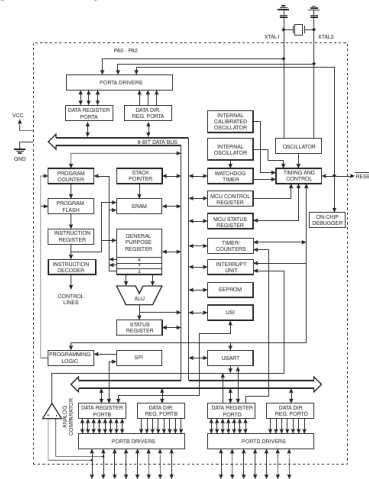 XTAL1
XTAL2
PA0 - PA2
PORTA DRIVERS
DATA REGISTER
PORTA
DATA DIR.
REG. PORTA
VCC
GND
8-BIT DATA BUS
INTERNAL
CALIBRATED
OSCILLATOR
INTERNAL
OSCILLATOR
OSCILLATOR
PROGRAM
COUNTER
STACK
POINTER
WATCHDOG
TIMER
TIMING AND
CONTROL
RESE
PROGRAM
FLASH
SRAM
MCU CONTROL
REGISTER
MCU STATUS
REGISTER
ON-CHIP
DEBUGGER
INSTRUCTION
REGISTER
GENERAL
PURPOSE
REGISTER
TIMER/
COUNTERS
INSTRUCTION
DECODER
X
Y
Z
INTERRUPT
UNIT
CONTROL
LINES
ALU
EEPROM
USI
STATUS
REGISTER
PROGRAMMING
LOGIC
SPI
USART
ANALOG
COMPARATOR
DATA REGISTER
PORTB
DATA DIR.
REG. PORTB
DATA REGISTER
PORTD
DATA DIR.
REG. PORTD
PORTB DRIVERS
PORTD DRIVERS